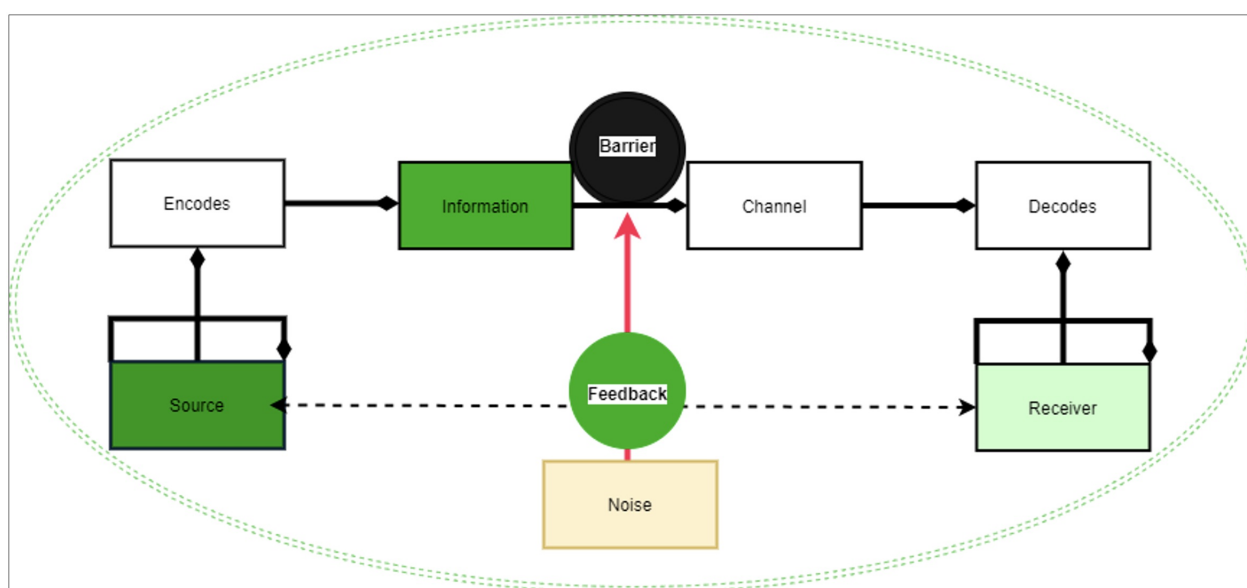 Barrier
Encodes
Information
Channel
Decodes
Source
Feedback
Receiver
Noise